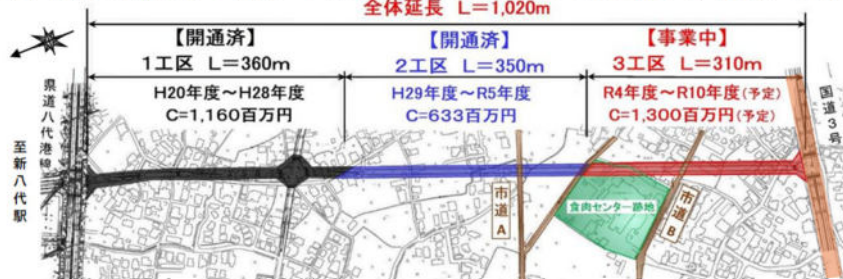 全体延長 L=1,020m
【開通済】
1工区 L=360m
H20年度～H28年度
C=1,160百万円
【開通済】
2工区 L=350m
H29年度～R5年度
C=633百万円
【事業中】
3工区 L=310m
R4年度～R10年度(予定)
C=1,300百万円(予定)
県道八代港線
至新八代駅
国道3号
市道A
食肉センター跡地
市道B